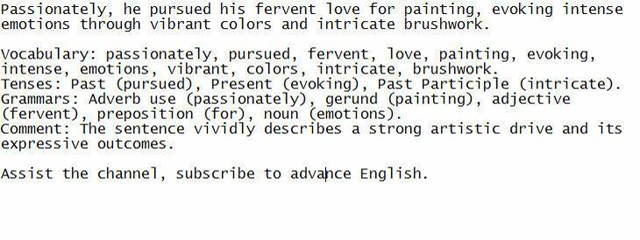 Passionately, he pursued his fervent love for painting, evoking intense
emotions through vibrant colors and intricate brushwork.
Vocabulary: passionately, pursued, fervent, love, painting, evoking,
intense, emotions, vibrant, colors, intricate, brushwork.
Tenses: Past (pursued), Present (evoking), Past Participle (intricate).
Grammars: Adverb use (passionately), gerund (painting), adjective
(fervent), preposition (for), noun (emotions).
Comment: The sentence vividly describes a strong artistic drive and its
expressive outcomes.
Assist the channel, subscribe to advance English.